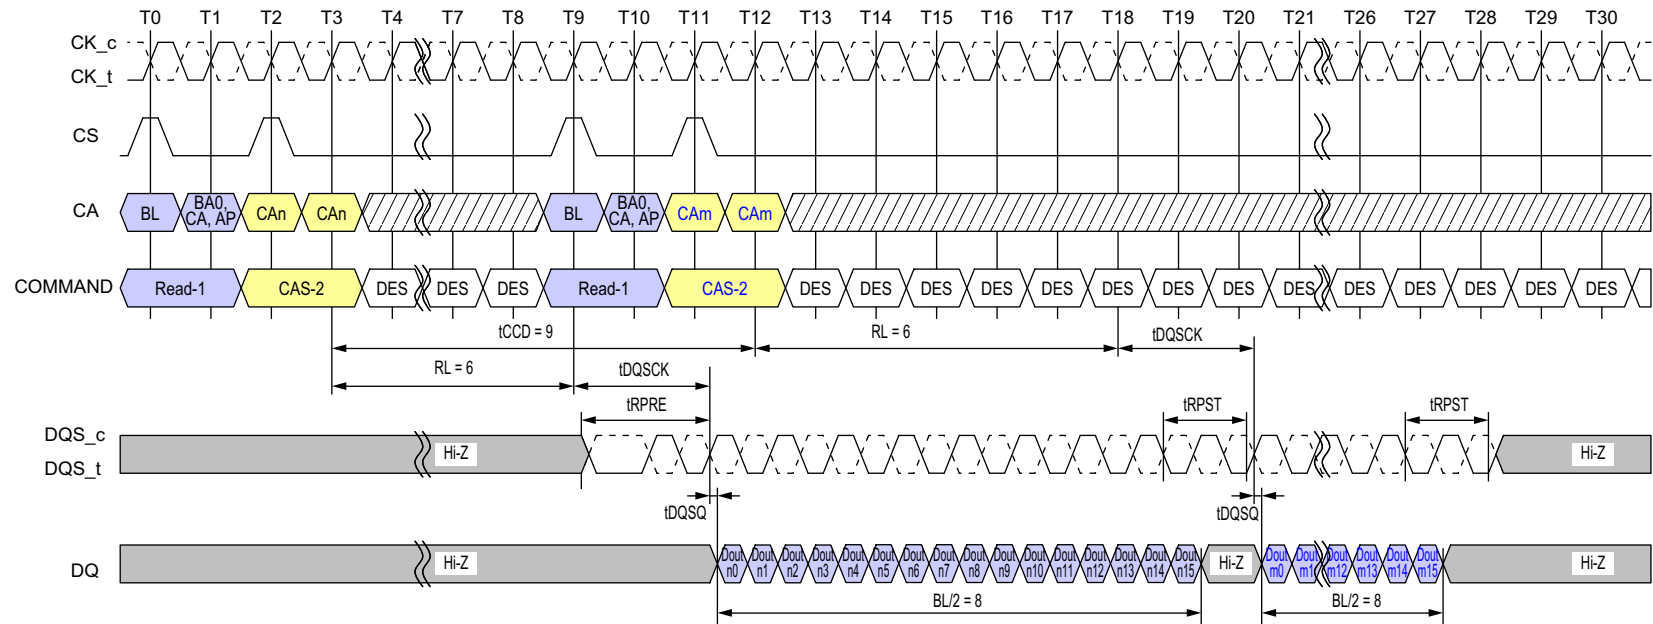 T0 T1 T2 T3 T4 T7 T8 T9 T10 T11 T12 T13 T14 T15 T16 T17 T18 T19 T20 T21 T26 T27 T28 T29 T30
CK_c
CK_t
CS
CA BL BA0, CA, AP CAn CAn BL BA0, CA, AP CAm CAm
COMMAND Read-1 CAS-2 DES DES DES Read-1 CAS-2 DES DES DES DES DES DES DES DES DES DES DES DES DES DES
tCCD = 9 RL = 6 tDQSCK
RL = 6 tDQSCK
tRPRE tRPST tRPST
DQS_c
Hi-Z Hi-Z
DQS_t
tDQSQ tDQSQ
DQ Hi-Z Dout n0 Dout n1 Dout n2 Dout n3 Dout n4 Dout n5 Dout n6 Dout n7 Dout n8 Dout n9 Dout n10 Dout n11 Dout n12 Dout n13 Dout n14 Dout n15 Hi-Z Dout m0 Dout m1 Dout m12 Dout m13 Dout m14 Dout m15 Hi-Z
BL/2 = 8 BL/2 = 8